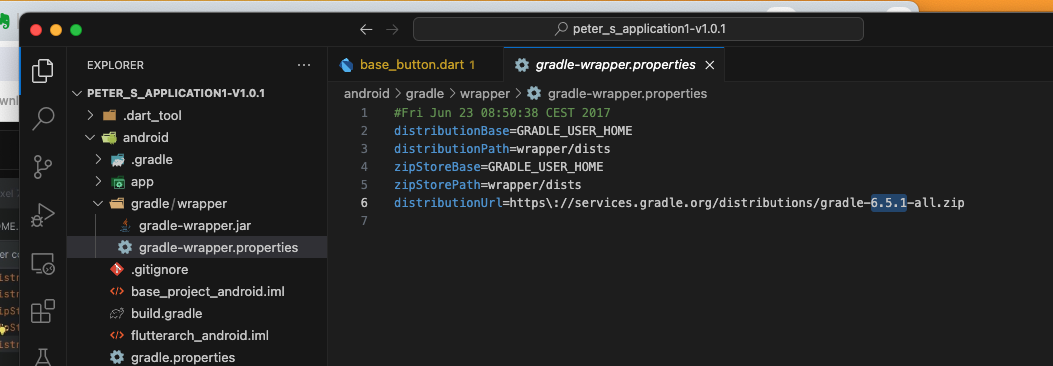 peter_s_application1-v1.0.1
EXPLORER
base_button.dart 1
gradle-wrapper.properties
PETER_S_APPLICATION1-V1.0.1
.dart_tool
android
.gradle
app
gradle/wrapper
gradle-wrapper.jar
gradle-wrapper.properties
.gitignore
base_project_android.iml
build.gradle
flutterarch_android.iml
gradle.properties
android > gradle > wrapper > gradle-wrapper.properties
1 #Fri Jun 23 08:50:38 CEST 2017
2 distributionBase=GRADLE_USER_HOME
3 distributionPath=wrapper/dists
4 zipStoreBase=GRADLE_USER_HOME
5 zipStorePath=wrapper/dists
6 distributionUrl=https\://services.gradle.org/distributions/gradle-6.5.1-all.zip
7